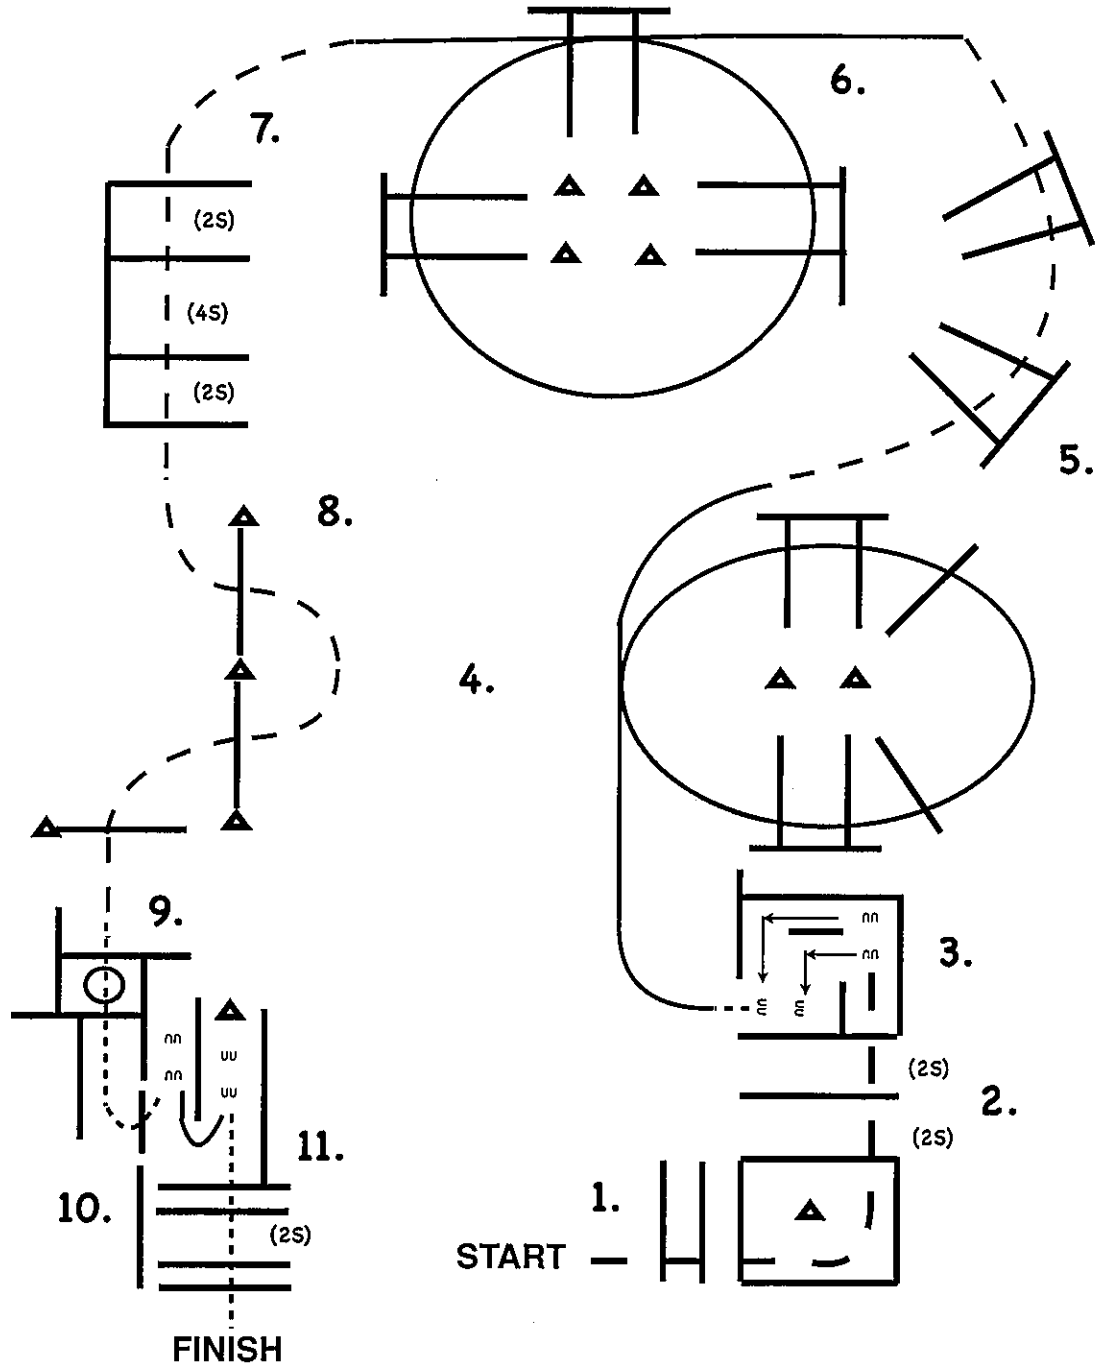 6.
7.
(2S)
(4S)
(2S)
5.
8.
4.
9.
3.
(2S)
2.
(2S)
11.
10.
1.
(2S)
START
FINISH